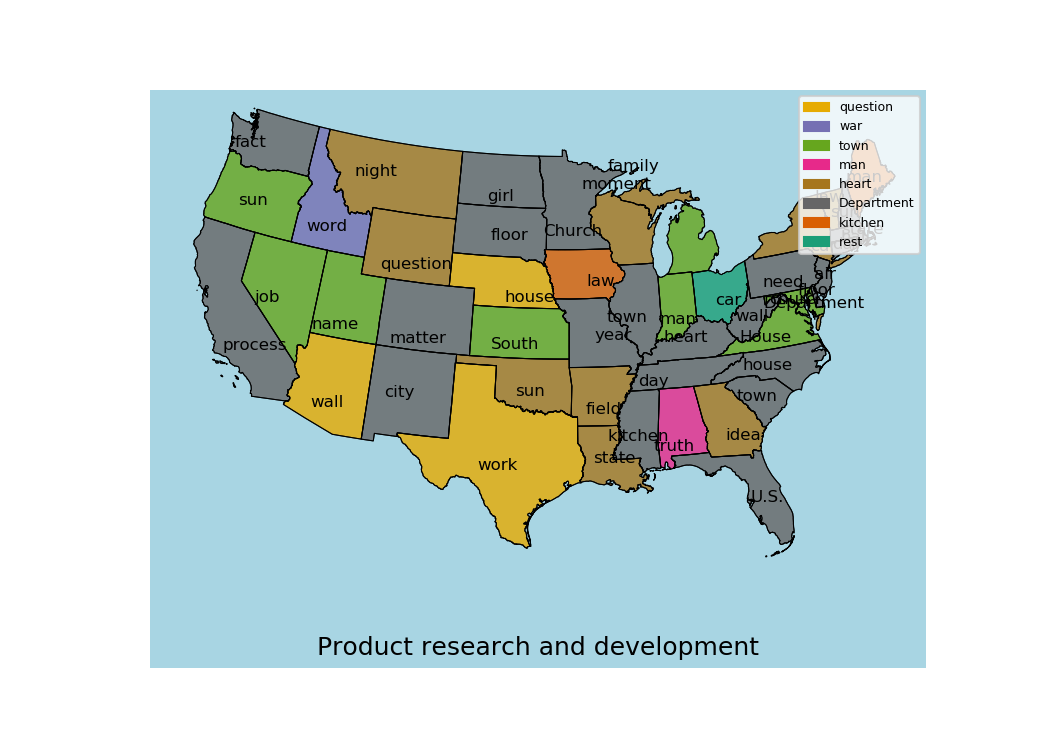 question
war
town
man
heart
Department
kitchen
rest
fact
night
family
moment
girl
sun
word
floor
Church
question
house
law
job
name
town
man
car
need
wall
air
floor
Department
process
matter
South
year
heart
House
house
wall
city
sun
day
field
town
kitchen
truth
idea
state
work
U.S.
man
Product research and development